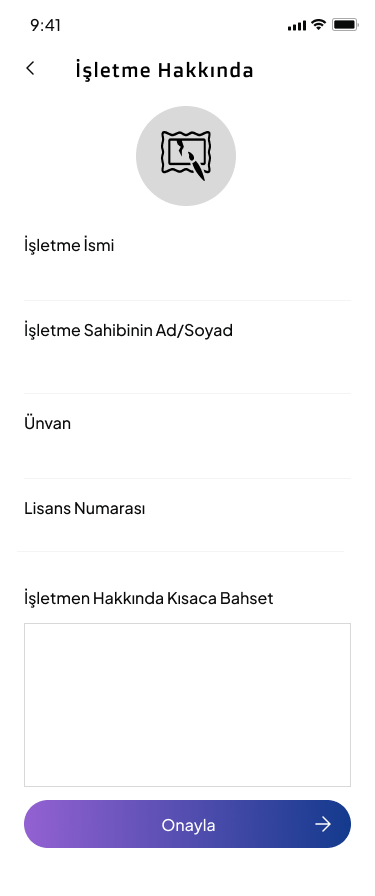 9:41
İşletme Hakkında
İşletme İsmi
İşletme Sahibinin Ad/Soyad
Ünvan
Lisans Numarası
İşletmen Hakkında Kısaca Bahset
Onayla